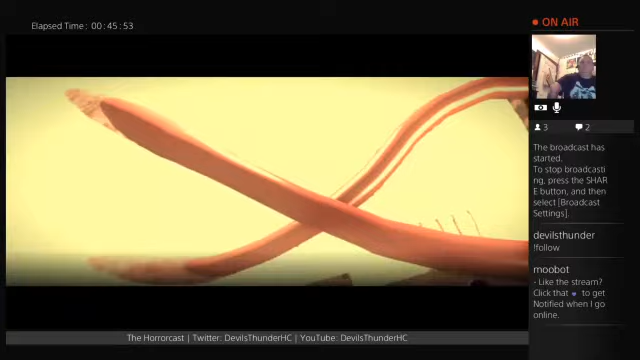 Elapsed Time : 00:45:53
ON AIR
3
2
The broadcast has
started.
To stop broadcasti
ng, press the SHAR
E button, and then
select [Broadcast
Settings].
devilsthunder
!follow
moobot
- Like the stream?
Click that ♥ to get
Notified when I go
online.
The Horrorcast | Twitter: DevilsThunderHC | YouTube: DevilsThunderHC